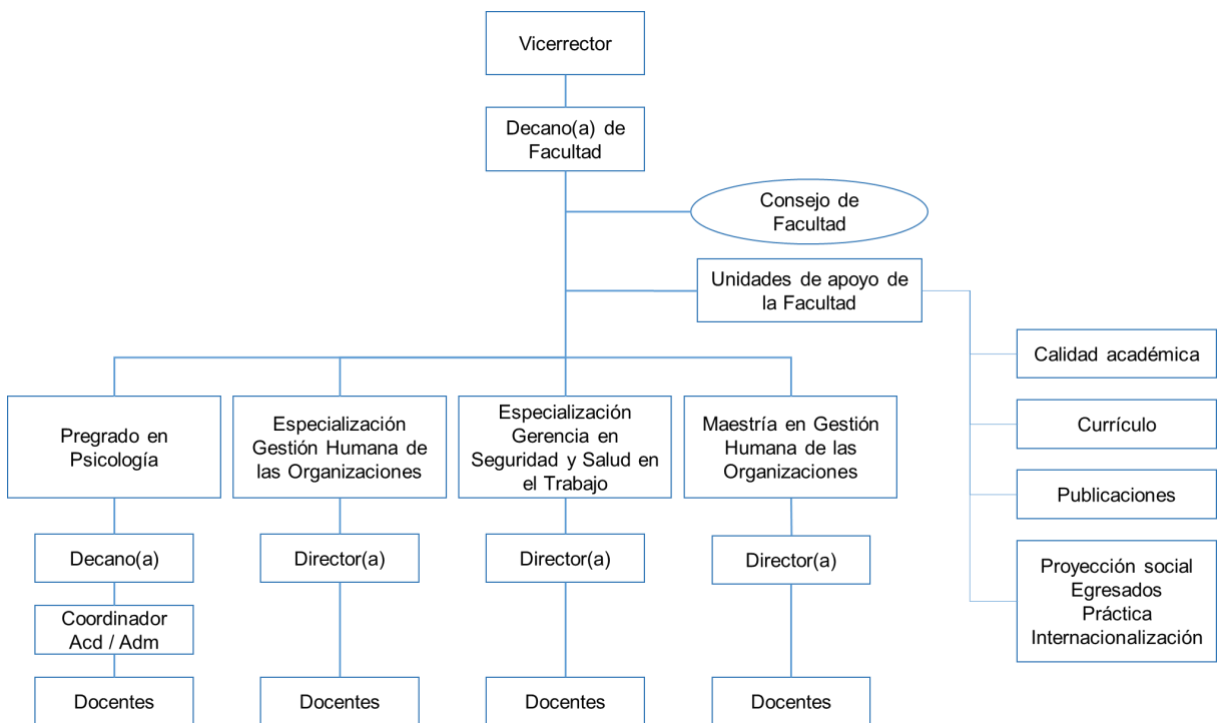 Vicerrector
Decano(a) de
Facultad
Consejo de
Facultad
Unidades de apoyo de
la Facultad
Calidad académica
Currículo
Publicaciones
Proyección social
Egresados
Práctica
Internacionalización
Pregrado en
Psicología
Especialización
Gestión Humana de
las Organizaciones
Especialización
Gerencia en
Seguridad y Salud en
el Trabajo
Maestría en Gestión
Humana de las
Organizaciones
Decano(a)
Director(a)
Director(a)
Director(a)
Coordinador
Acd / Adm
Docentes
Docentes
Docentes
Docentes